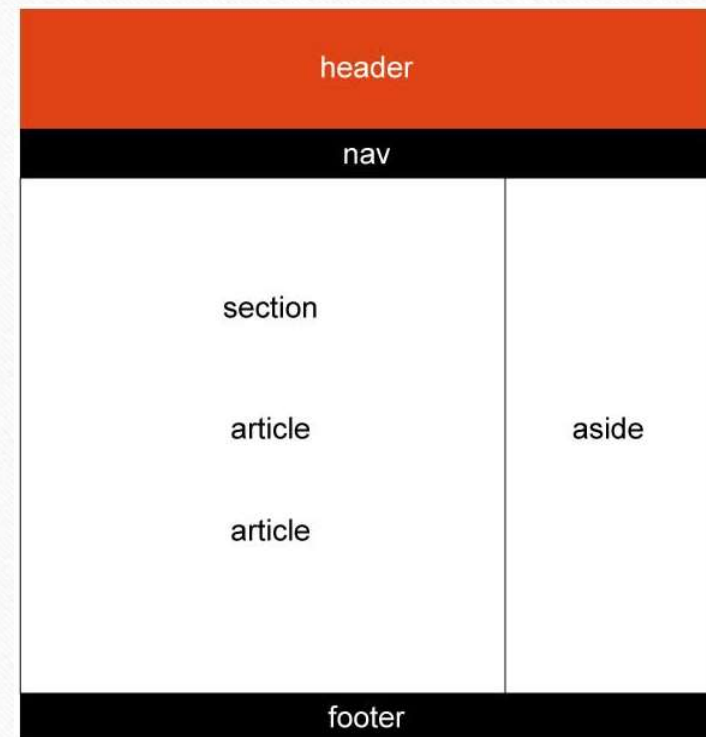 header
nav
section
article
aside
article
footer